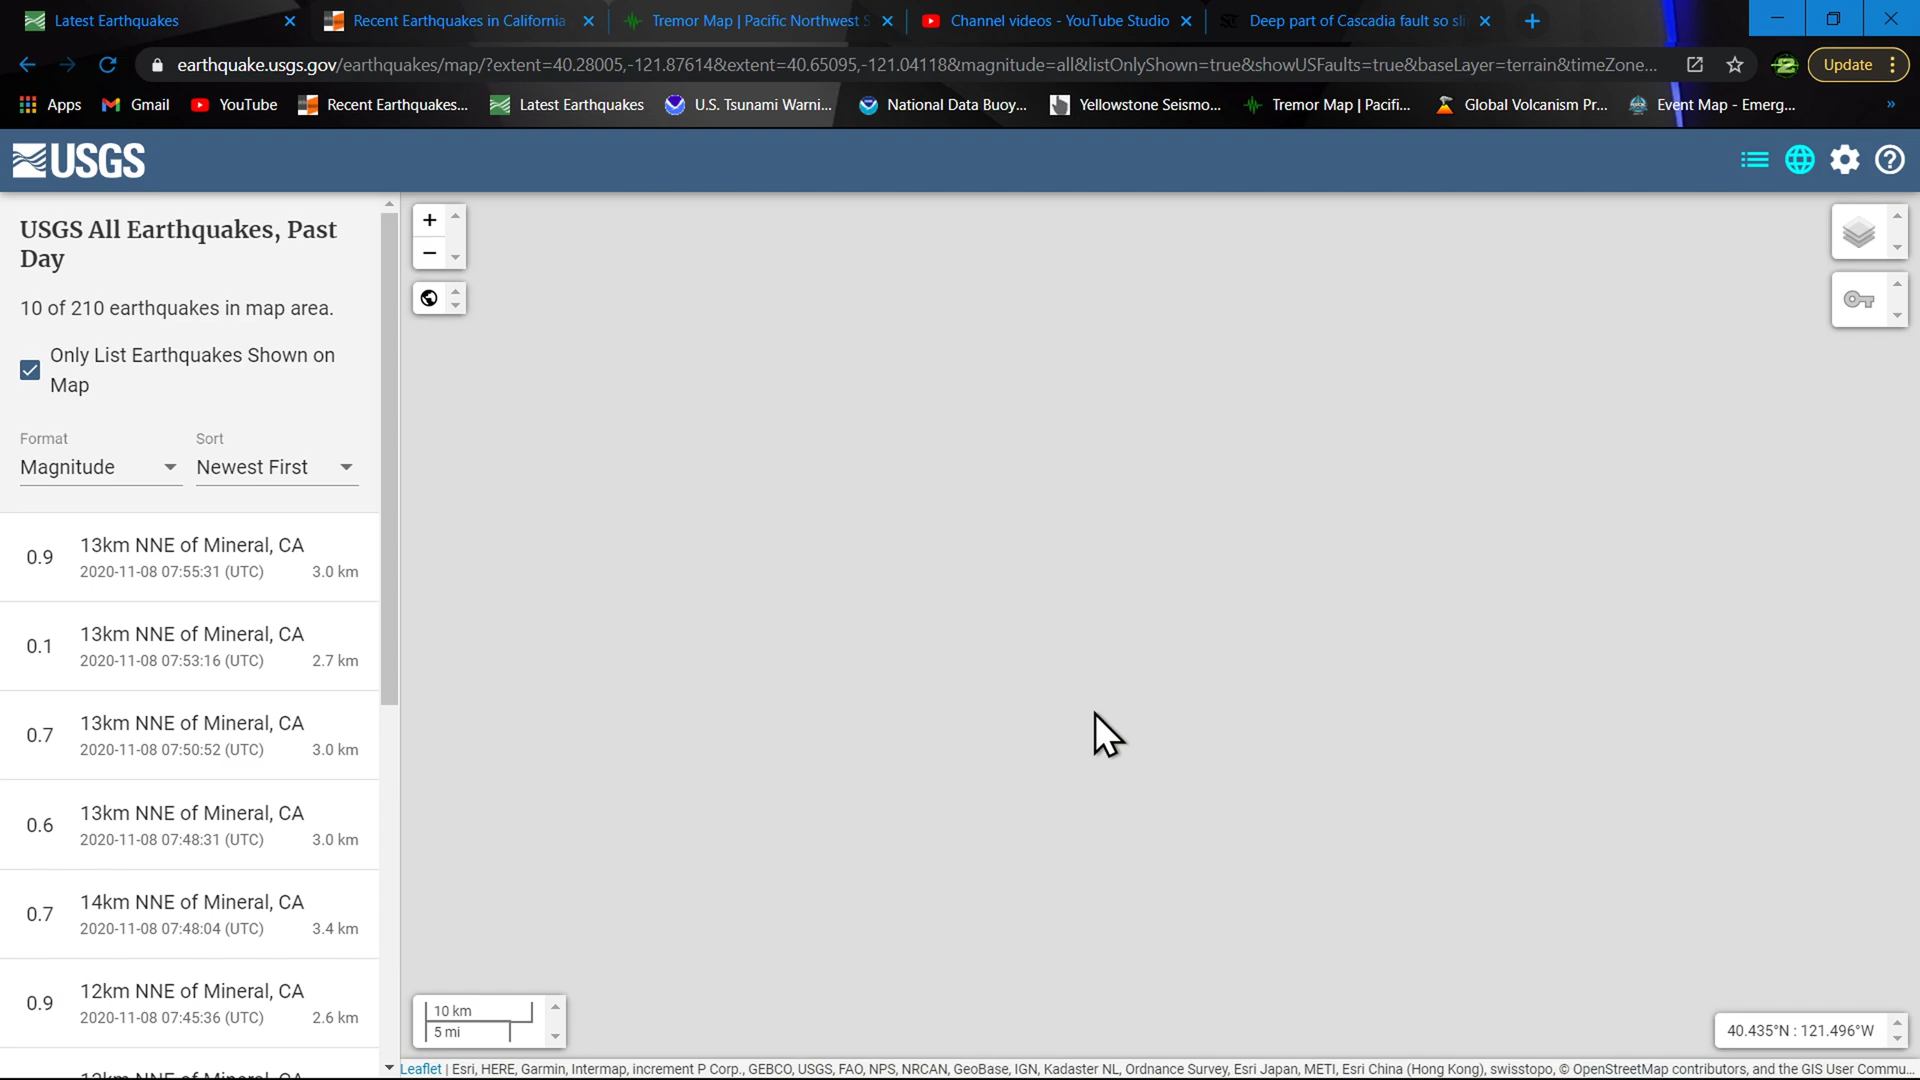 Latest Earthquakes
Recent Earthquakes in California
Tremor Map | Pacific Northwest S
Channel videos - YouTube Studio
Deep part of Cascadia fault so sli
earthquake.usgs.gov/earthquakes/map/?extent=40.28005,-121.87614&extent=40.65095,-121.04118&magnitude=all&listOnlyShown=true&showUSFaults=true&baseLayer=terrain&timeZone...
Update
Apps
Gmail
YouTube
Recent Earthquakes...
Latest Earthquakes
U.S. Tsunami Warni...
National Data Buoy...
Yellowstone Seismo...
Tremor Map | Pacifi...
Global Volcanism Pr...
Event Map - Emerg...
»
USGS
USGS All Earthquakes, Past
Day
10 of 210 earthquakes in map area.
Only List Earthquakes Shown on
Map
Format
Sort
Magnitude
Newest First
0.9
13km NNE of Mineral, CA
2020-11-08 07:55:31 (UTC)
3.0 km
0.1
13km NNE of Mineral, CA
2020-11-08 07:53:16 (UTC)
2.7 km
0.7
13km NNE of Mineral, CA
2020-11-08 07:50:52 (UTC)
3.0 km
0.6
13km NNE of Mineral, CA
2020-11-08 07:48:31 (UTC)
3.0 km
0.7
14km NNE of Mineral, CA
2020-11-08 07:48:04 (UTC)
3.4 km
0.9
12km NNE of Mineral, CA
2020-11-08 07:45:36 (UTC)
2.6 km
+
−
10 km
5 mi
40.435°N : 121.496°W
Leaflet | Esri, HERE, Garmin, Intermap, increment P Corp., GEBCO, USGS, FAO, NPS, NRCAN, GeoBase, IGN, Kadaster NL, Ordnance Survey, Esri Japan, METI, Esri China (Hong Kong), swisstopo, © OpenStreetMap contributors, and the GIS User Commu...